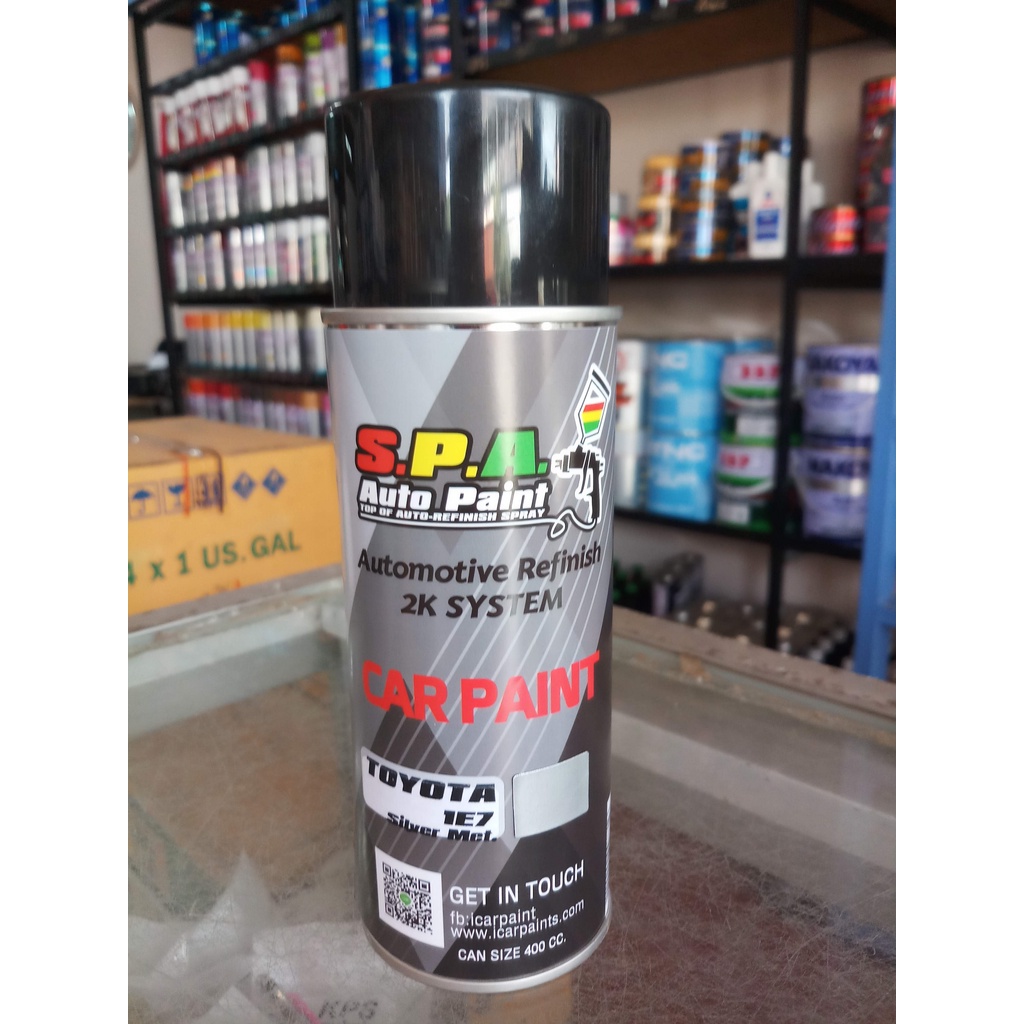 S.P.A.
Auto Paint
TOP OF AUTO-REFINISH SPRAY
Automotive Refinish
2K SYSTEM
CAR PAINT
TOYOTA
1E7
Silver Met.
GET IN TOUCH
fb:icarpaint
www.icarpaints.com
CAN SIZE 400 CC.
4 x 1 US. GAL
KPS